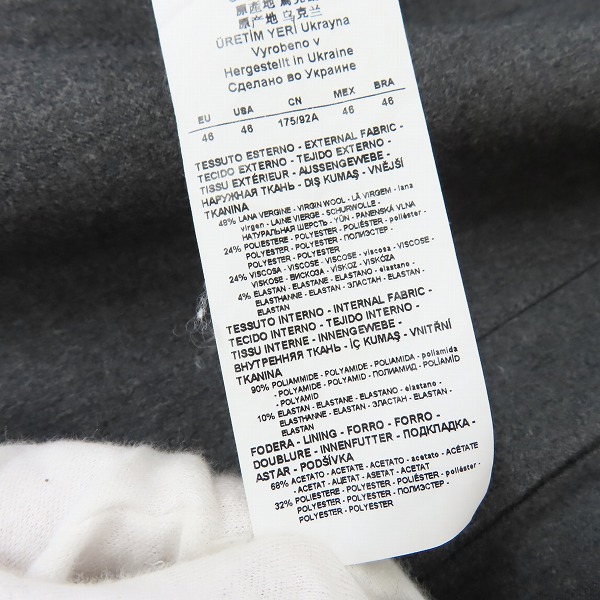 原産地 乌克兰
ÜRETİM YERİ Ukrayna
Vyrobeno v
Hergestellt in Ukraine
Сделано во Украине
EU USA CN MEX BRA
46 46 175/92A 46 46
TESSUTO ESTERNO - EXTERNAL FABRIC -
TECIDO EXTERNO - TEJIDO EXTERNO -
TISSU EXTÉRIEUR - AUSSENGEWEBE -
НАРУЖНАЯ ТКАНЬ - DIŞ KUMAŞ - VNĚJŠÍ
TKANINA
48% LANA VERGINE - VIRGIN WOOL - LÃ VIRGEM - lana
virgen - LAINE VIERGE - SCHURWOLLE -
НАТУРАЛЬНАЯ ШЕРСТЬ - YÜN - PANENSKÁ VLNA
24% POLIESTERE - POLYESTER - POLIÉSTER - poliéster -
POLYESTER - POLYESTER - ПОЛИЭСТЕР -
POLYESTER - POLYESTER
24% VISCOSA - VISCOSE - VISCOSE - viscosa - VISCOSE -
VISKOSE - ВИСКОЗА - VİSKOZ - VISKÓZA
4% ELASTAN - ELASTANE - ELASTANO - elastano -
ELASTHANNE - ELASTAN - ЭЛАСТАН - ELASTAN -
ELASTAN
TESSUTO INTERNO - INTERNAL FABRIC -
TECIDO INTERNO - TEJIDO INTERNO -
TISSU INTERNE - INNENGEWEBE -
ВНУТРЕННЯЯ ТКАНЬ - İÇ KUMAŞ - VNITŘNÍ
TKANINA
90% POLIAMMIDE - POLYAMIDE - POLIAMIDA - poliamida
- POLYAMIDE - POLYAMID - ПОЛИАМИД - POLİAMİD
- POLYAMID
10% ELASTAN - ELASTANE - ELASTANO - elastano -
ELASTHANNE - ELASTAN - ЭЛАСТАН - ELASTAN -
ELASTAN
FODERA - LINING - FORRO - FORRO -
DOUBLURE - INNENFUTTER - ПОДКЛАДКА -
ASTAR - PODŠÍVKA
68% ACETATO - ACETATE - ACETATO - acetato - ACÉTATE
- ACETAT - АЦЕТАТ - ASETAT - ACETAT
32% POLIESTERE - POLYESTER - POLIÉSTER - poliéster -
POLYESTER - POLYESTER - ПОЛИЭСТЕР -
POLYESTER - POLYESTER